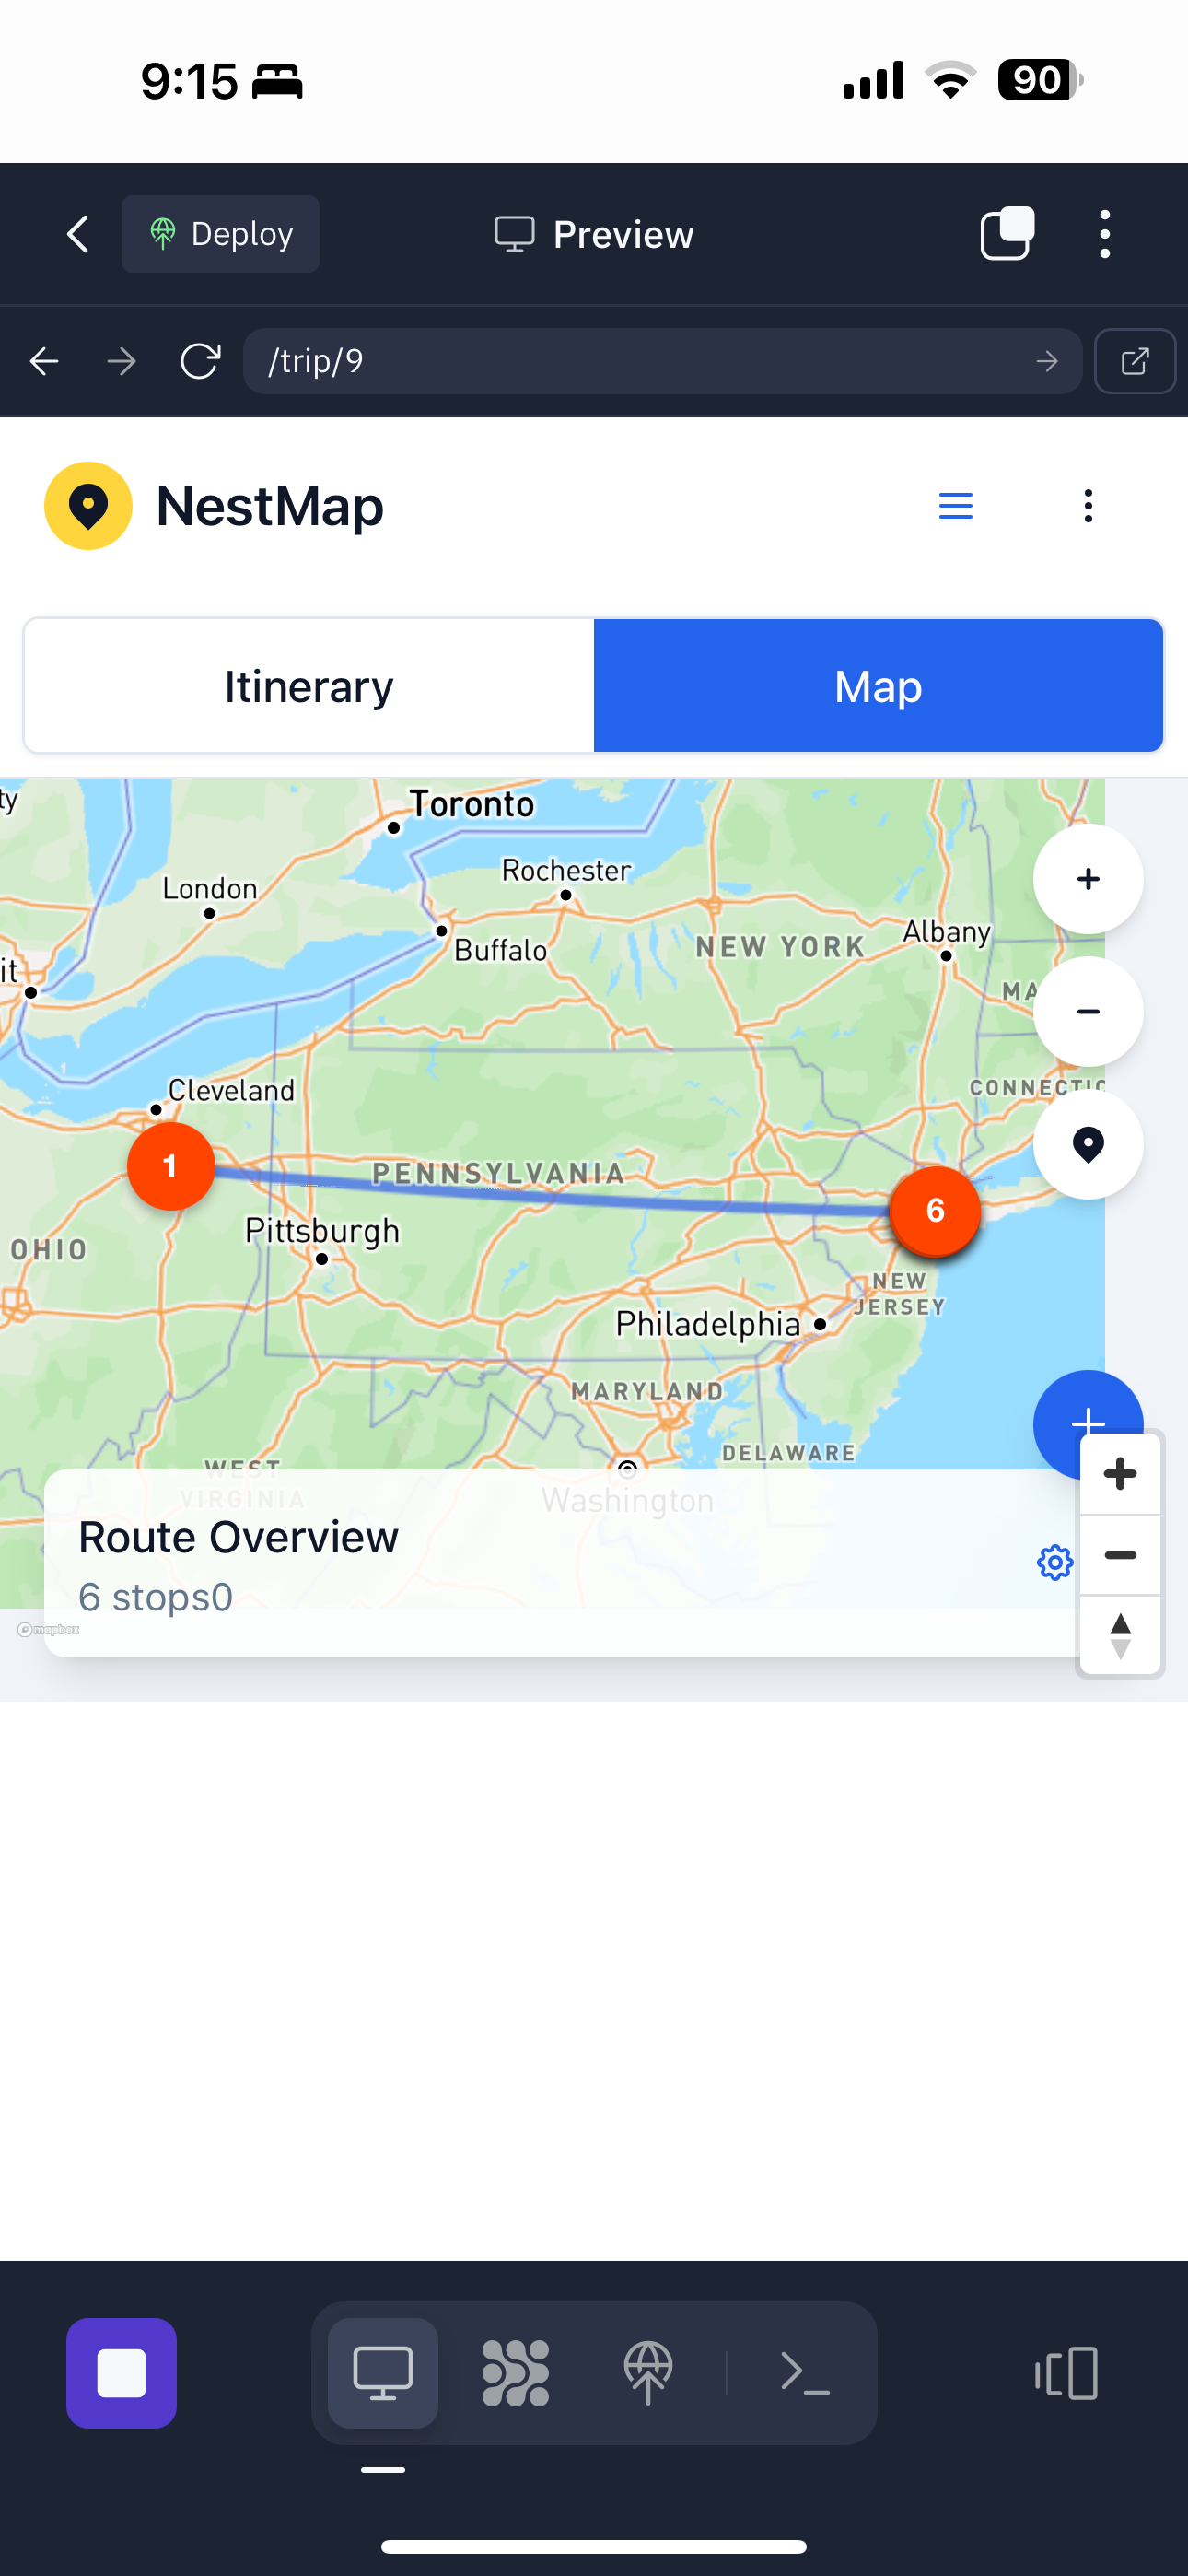 9:15
90
Deploy
Preview
/trip/9
NestMap
Itinerary
Map
ty
Toronto
London
Rochester
Buffalo
NEW YORK
Albany
it
MA
CONNECTIC
Cleveland
1
PENNSYLVANIA
6
Pittsburgh
OHIO
NEW
JERSEY
Philadelphia
MARYLAND
DELAWARE
WEST
VIRGINIA
Washington
Route Overview
6 stops0
mapbox